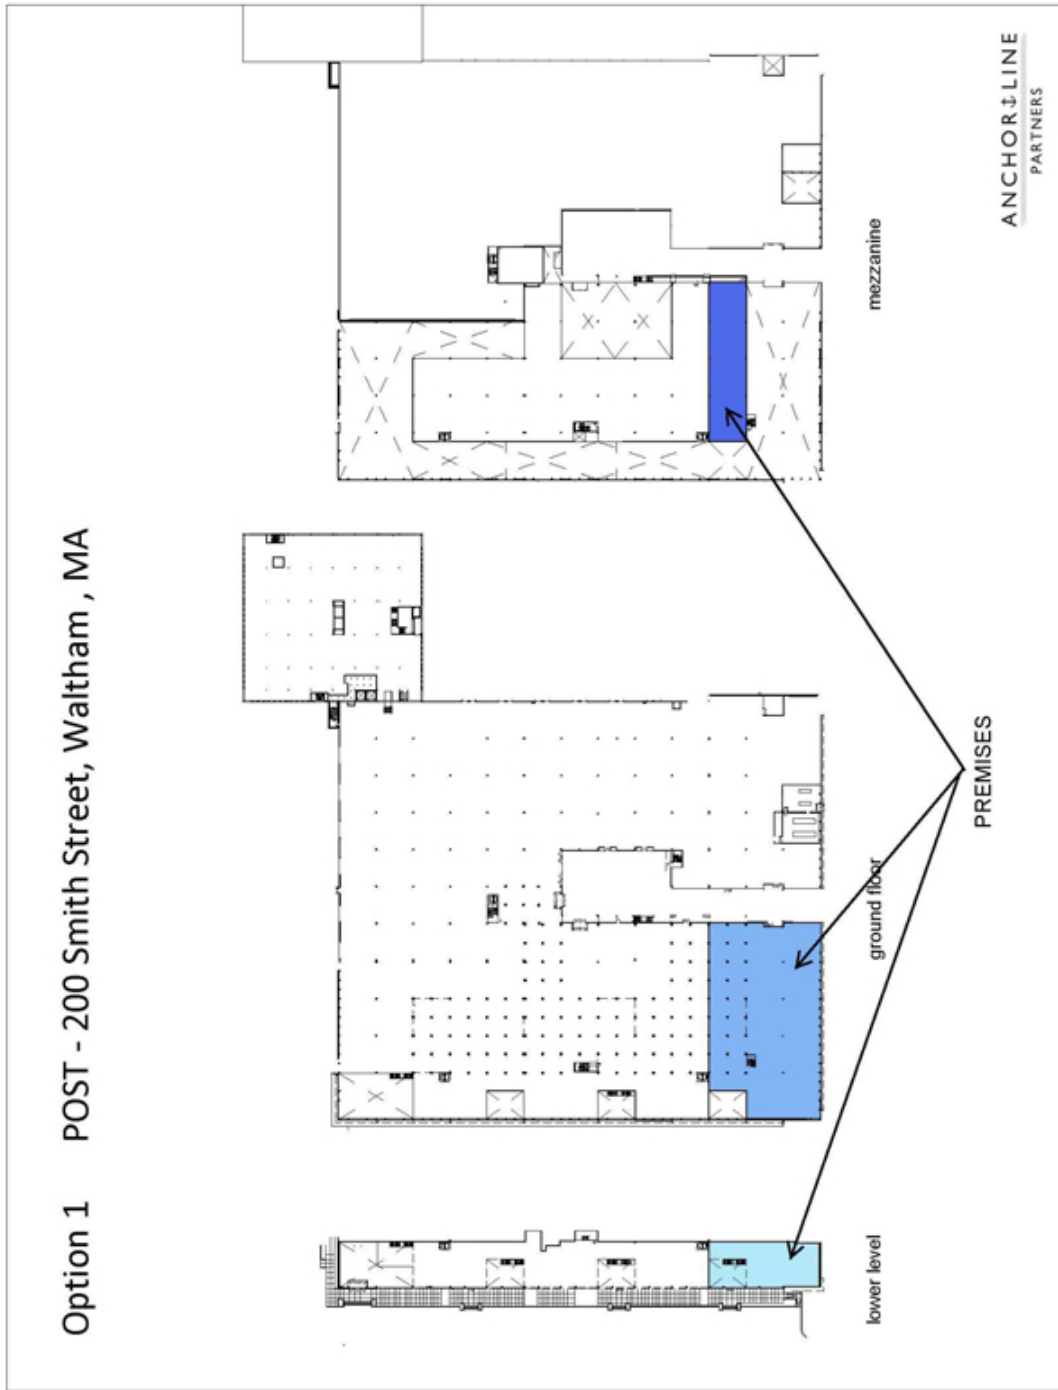 Option 1 POST - 200 Smith Street, Waltham , MA
lower level
ground floor
mezzanine
PREMISES
ANCHOR LINE
PARTNERS